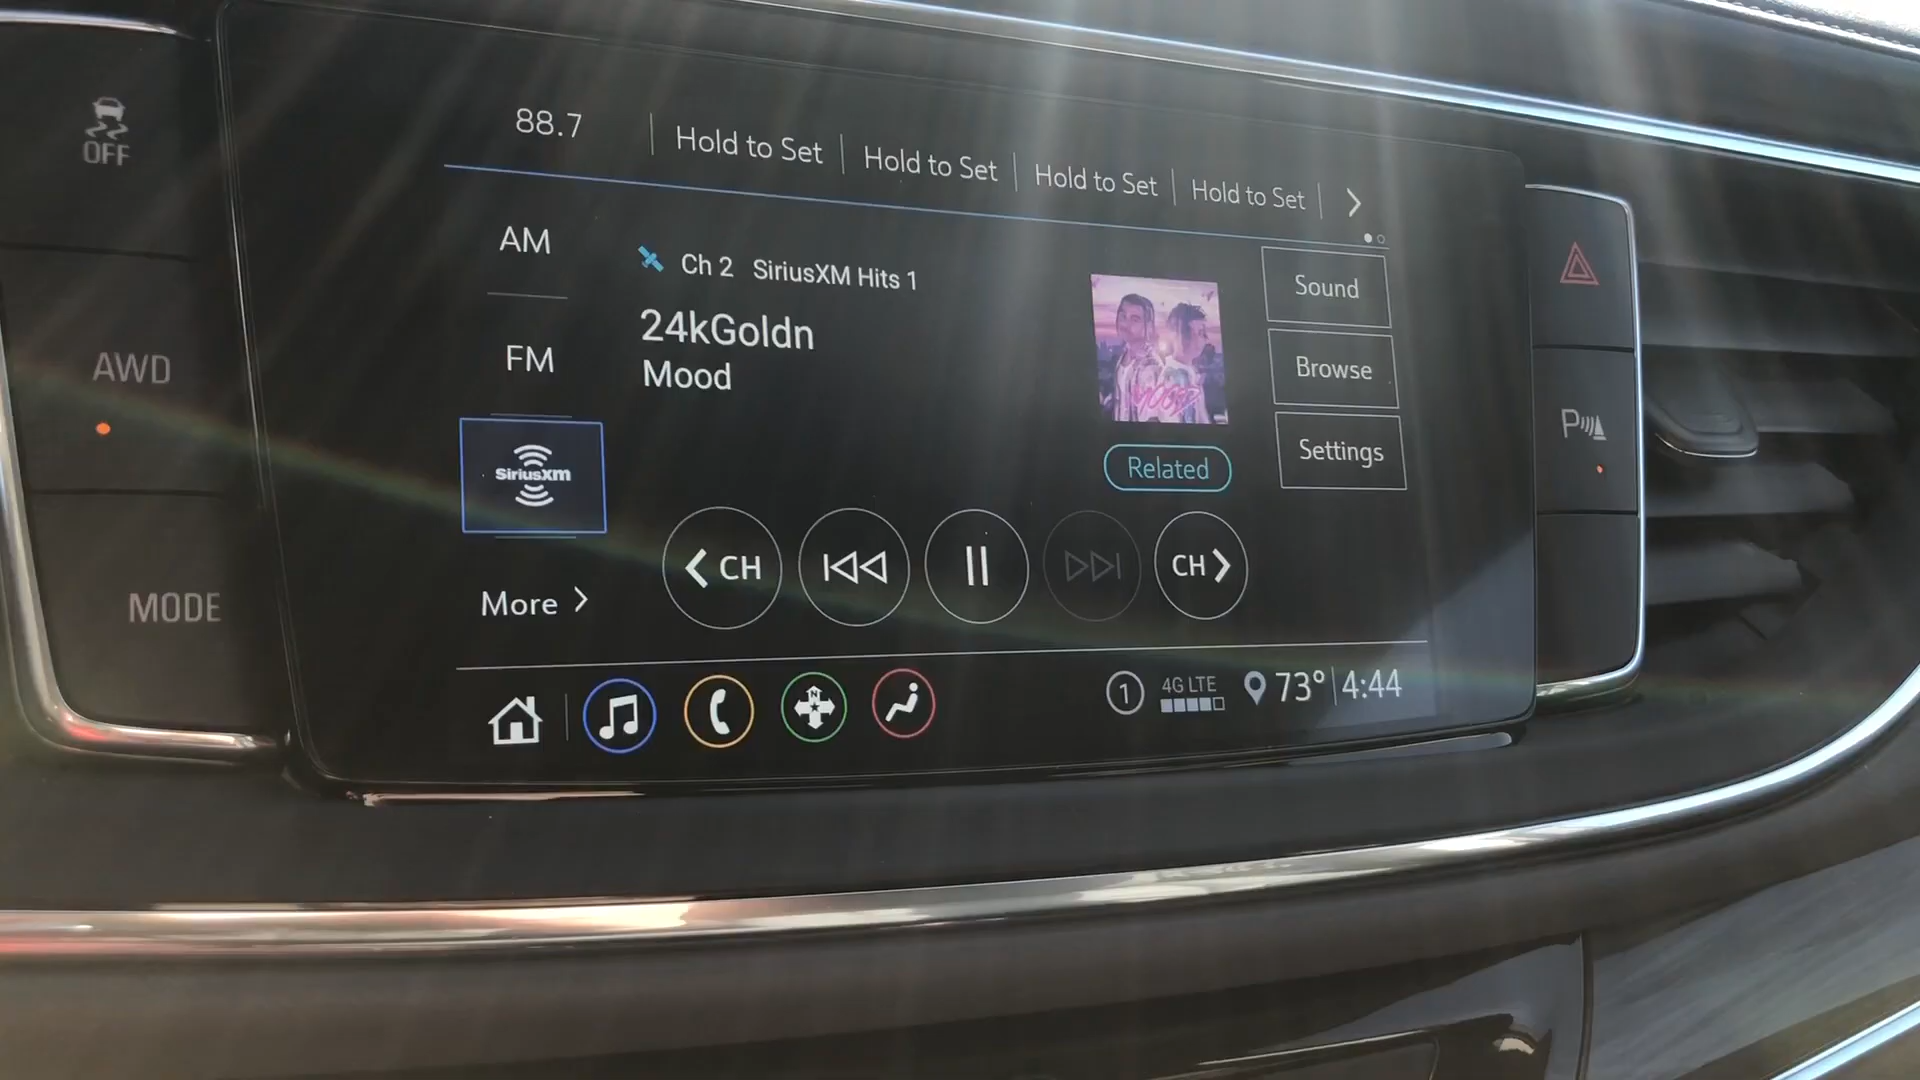 OFF
AWD
MODE
88.7
Hold to Set
Hold to Set
Hold to Set
Hold to Set
AM
FM
SiriusXM
More
Ch 2 SiriusXM Hits 1
24kGoldn
Mood
Related
Sound
Browse
Settings
CH
CH
N
1
4G LTE
73° 4:44
P